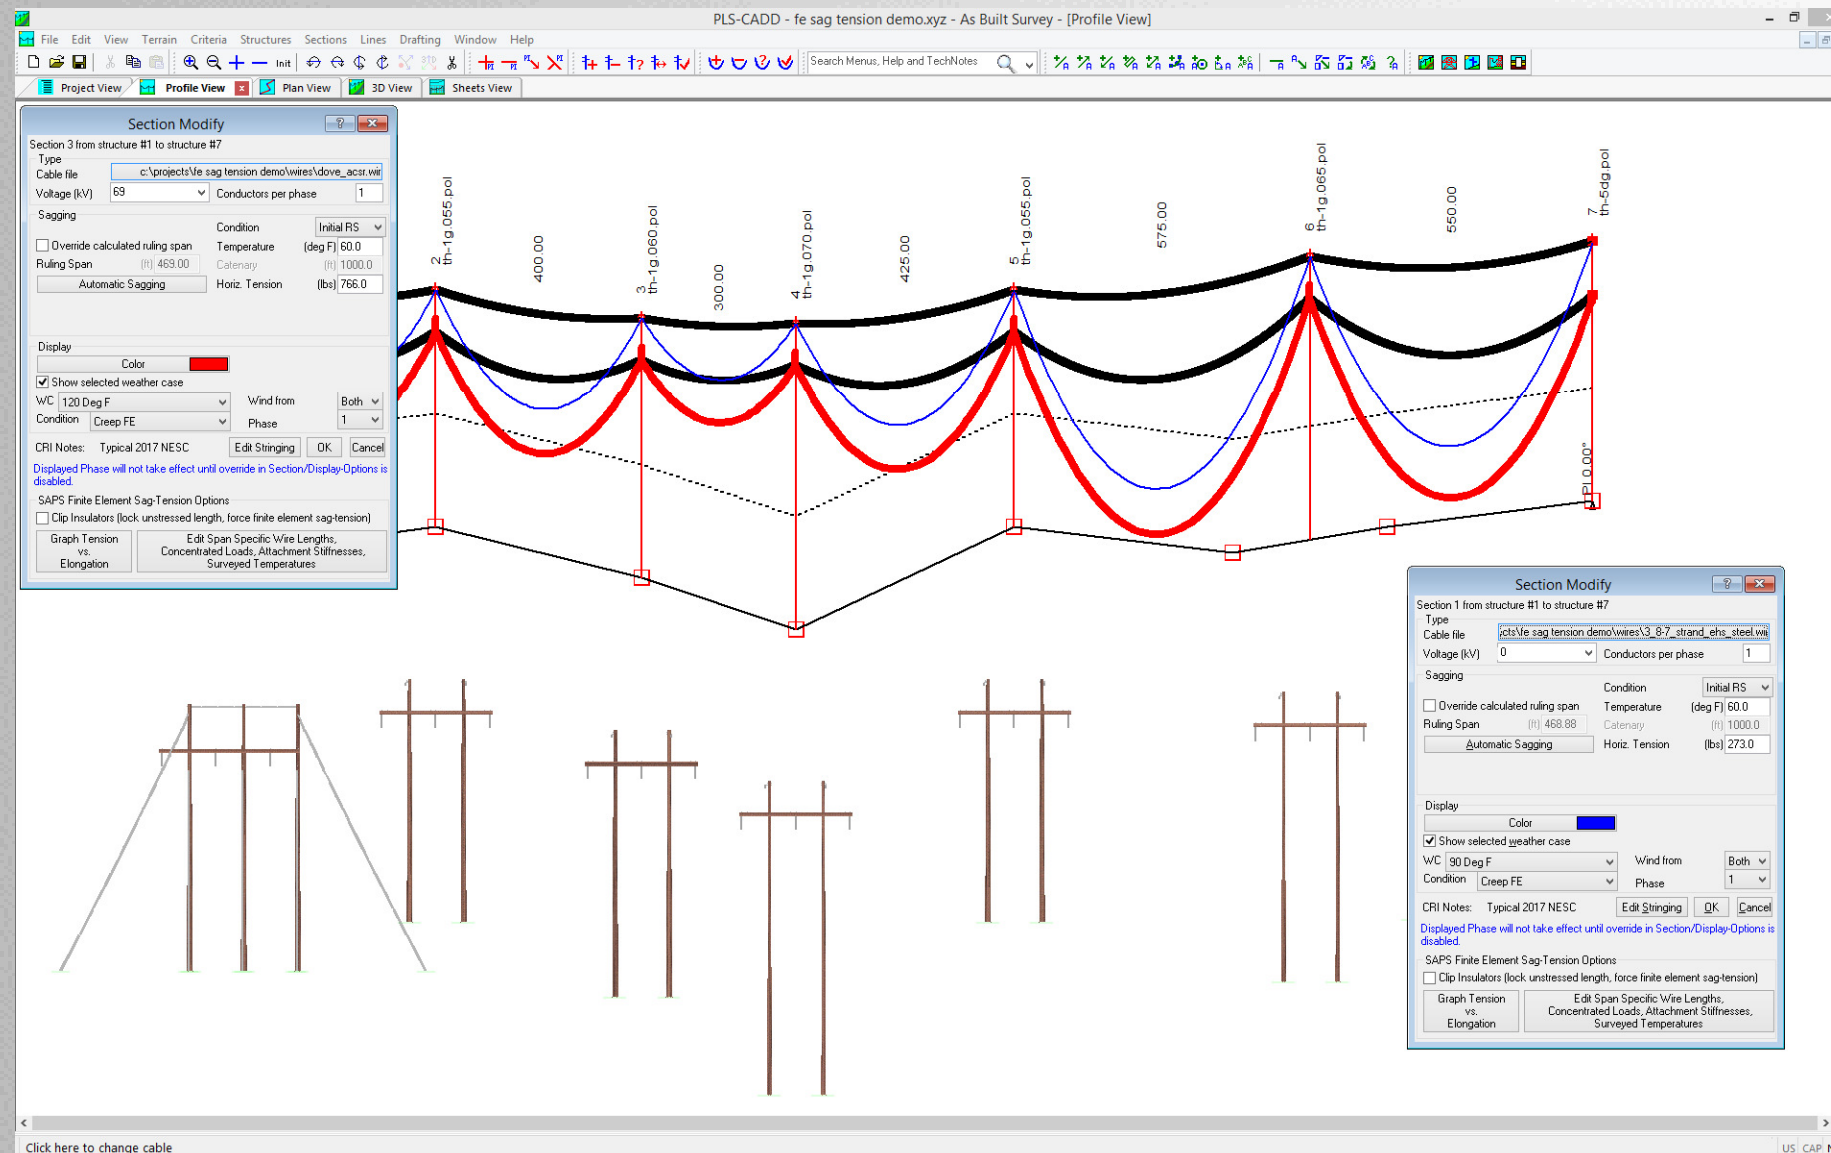 PLS-CADD - fe sag tension demo.xyz - As Built Survey - [Profile View]
File Edit View Terrain Criteria Structures Sections Lines Drafting Window Help
Init
Search Menus, Help and TechNotes
Project View Profile View Plan View 3D View Sheets View
Section Modify
Section 3 from structure #1 to structure #7
Type
Cable file c:\projects\fe sag tension demo\wires\dove_acsr.wir
Voltage (kV) 69 Conductors per phase 1
Sagging
Condition Initial RS
Override calculated ruling span Temperature (deg F) 60.0
Ruling Span (ft) 469.00 Catenary (ft) 1000.0
Automatic Sagging Horiz. Tension (lbs) 766.0
Display
Color
Show selected weather case
WC 120 Deg F Wind from Both
Condition Creep FE Phase 1
CRI Notes: Typical 2017 NESC Edit Stringing OK Cancel
Displayed Phase will not take effect until override in Section/Display-Options is
disabled.
SAPS Finite Element Sag-Tension Options
Clip Insulators (lock unstressed length, force finite element sag-tension)
Graph Tension
vs.
Elongation
Edit Span Specific Wire Lengths,
Concentrated Loads, Attachment Stiffnesses,
Surveyed Temperatures
2
th-1g.055.pol
400.00
3
th-1g.060.pol
300.00
4
th-1g.070.pol
425.00
5
th-1g.055.pol
575.00
6
th-1g.065.pol
550.00
7
th-5dg.pol
PI 0.00°
Section Modify
Section 1 from structure #1 to structure #7
Type
Cable file cts\fe sag tension demo\wires\3_8-7_strand_ehs_steel.wir
Voltage (kV) 0 Conductors per phase 1
Sagging
Condition Initial RS
Override calculated ruling span Temperature (deg F) 60.0
Ruling Span (ft) 468.88 Catenary (ft) 1000.0
Automatic Sagging Horiz. Tension (lbs) 273.0
Display
Color
Show selected weather case
WC 90 Deg F Wind from Both
Condition Creep FE Phase 1
CRI Notes: Typical 2017 NESC Edit Stringing OK Cancel
Displayed Phase will not take effect until override in Section/Display-Options is
disabled.
SAPS Finite Element Sag-Tension Options
Clip Insulators (lock unstressed length, force finite element sag-tension)
Graph Tension
vs.
Elongation
Edit Span Specific Wire Lengths,
Concentrated Loads, Attachment Stiffnesses,
Surveyed Temperatures
Click here to change cable
US CAP